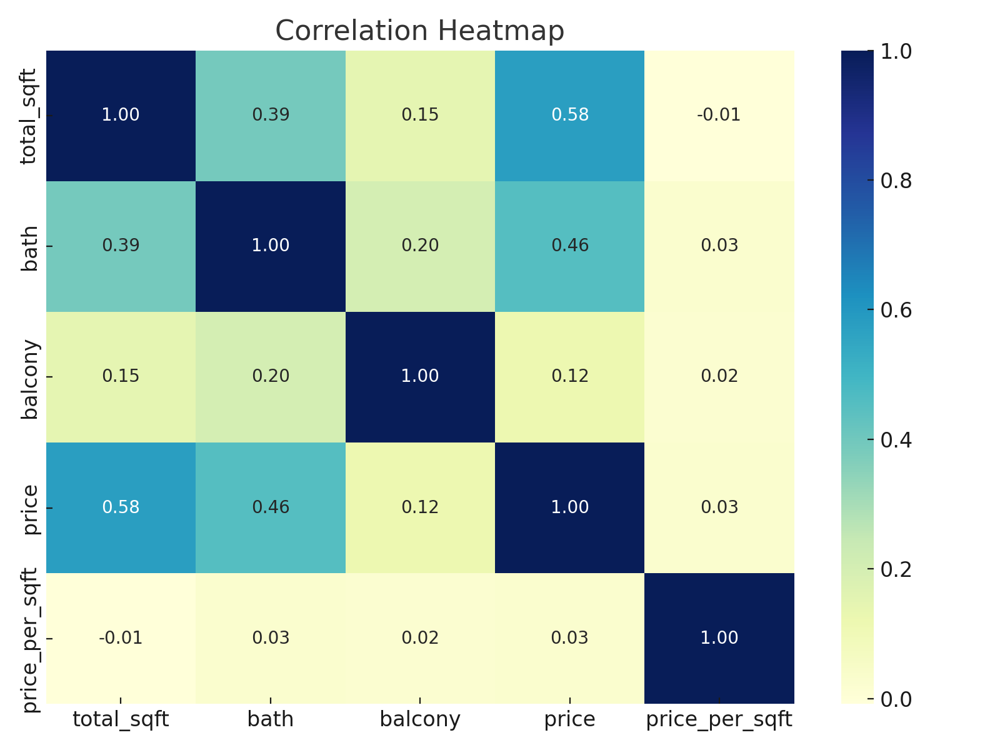 Correlation Heatmap
total_sqft 1.00 0.39 0.15 0.58 -0.01
bath 0.39 1.00 0.20 0.46 0.03
balcony 0.15 0.20 1.00 0.12 0.02
price 0.58 0.46 0.12 1.00 0.03
price_per_sqft -0.01 0.03 0.02 0.03 1.00
total_sqft bath balcony price price_per_sqft
1.0
0.8
0.6
0.4
0.2
0.0